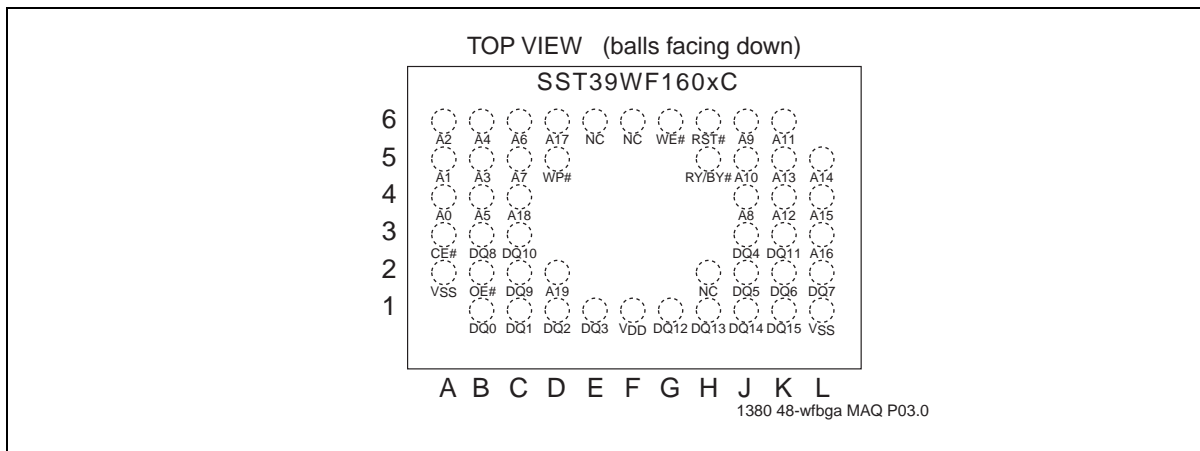 TOP VIEW (balls facing down)
SST39WF160xC
6
A2 A4 A6 A17 NC NC WE# RST# A9 A11
5
A1 A3 A7 WP# RY/BY# A10 A13 A14
4
A0 A5 A18 A8 A12 A15
3
CE# DQ8 DQ10 DQ4 DQ11 A16
2
VSS OE# DQ9 A19 NC DQ5 DQ6 DQ7
1
DQ0 DQ1 DQ2 DQ3 VDD DQ12 DQ13 DQ14 DQ15 VSS
A B C D E F G H J K L
1380 48-wfbga MAQ P03.0